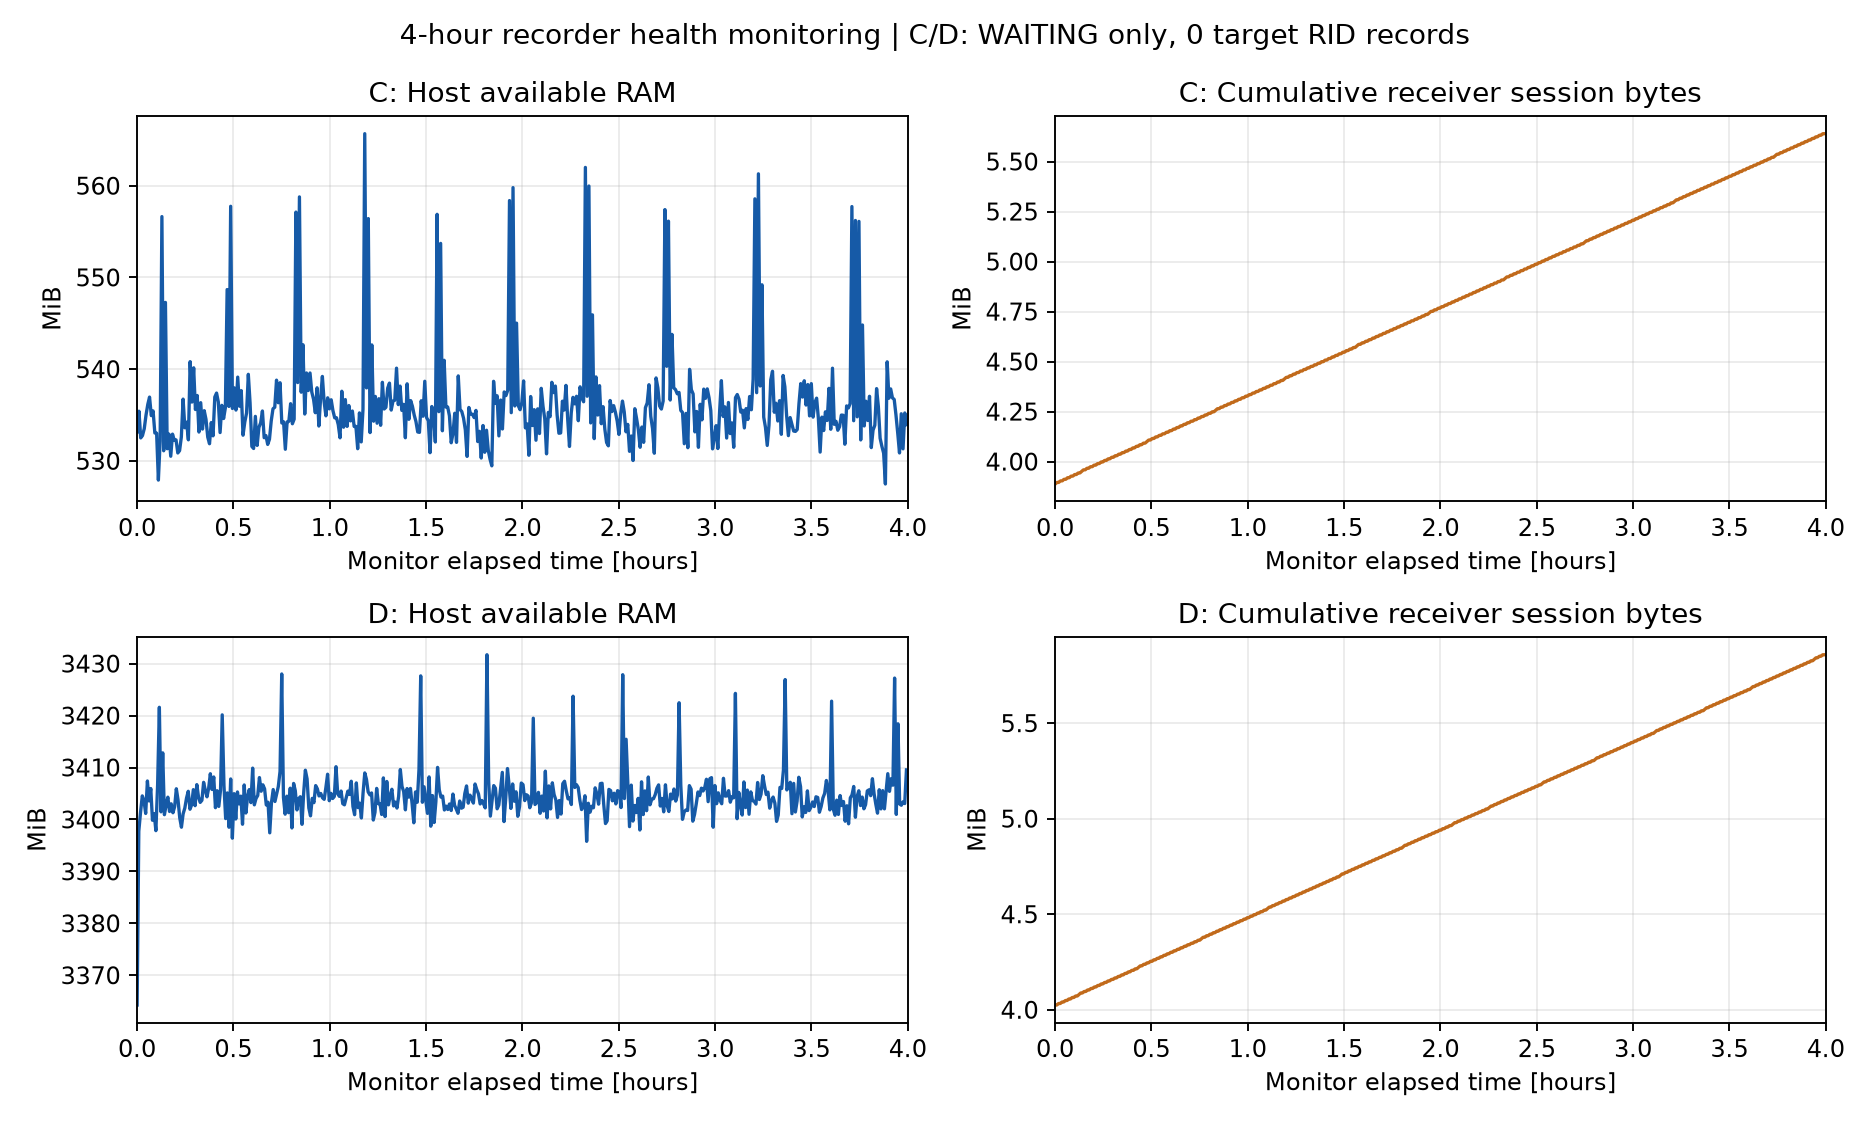 4-hour recorder health monitoring | C/D: WAITING only, 0 target RID records
C: Host available RAM
MiB
560
550
540
530
0.0 0.5 1.0 1.5 2.0 2.5 3.0 3.5 4.0
Monitor elapsed time [hours]
C: Cumulative receiver session bytes
MiB
5.50
5.25
5.00
4.75
4.50
4.25
4.00
0.0 0.5 1.0 1.5 2.0 2.5 3.0 3.5 4.0
Monitor elapsed time [hours]
D: Host available RAM
MiB
3430
3420
3410
3400
3390
3380
3370
0.0 0.5 1.0 1.5 2.0 2.5 3.0 3.5 4.0
Monitor elapsed time [hours]
D: Cumulative receiver session bytes
MiB
5.5
5.0
4.5
4.0
0.0 0.5 1.0 1.5 2.0 2.5 3.0 3.5 4.0
Monitor elapsed time [hours]